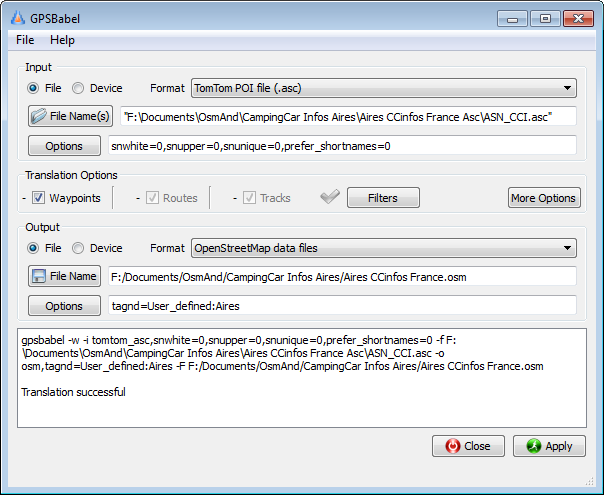 GPSBabel
File Help
Input
File Device Format TomTom POI file (.asc)
File Name(s) "F:\Documents\OsmAnd\CampingCar Infos Aires\Aires CCinfos France Asc\ASN_CCI.asc"
Options snwhite=0,snupper=0,snunique=0,prefer_shortnames=0
Translation Options
- Waypoints - Routes - Tracks Filters More Options
Output
File Device Format OpenStreetMap data files
File Name F:/Documents/OsmAnd/CampingCar Infos Aires/Aires CCinfos France.osm
Options tagnd=User_defined:Aires
gpsbabel -w -i tomtom_asc,snwhite=0,snupper=0,snunique=0,prefer_shortnames=0 -f F:
\Documents\OsmAnd\CampingCar Infos Aires\Aires CCinfos France Asc\ASN_CCI.asc -o
osm,tagnd=User_defined:Aires -F F:/Documents/OsmAnd/CampingCar Infos Aires/Aires CCinfos France.osm
Translation successful
Close Apply